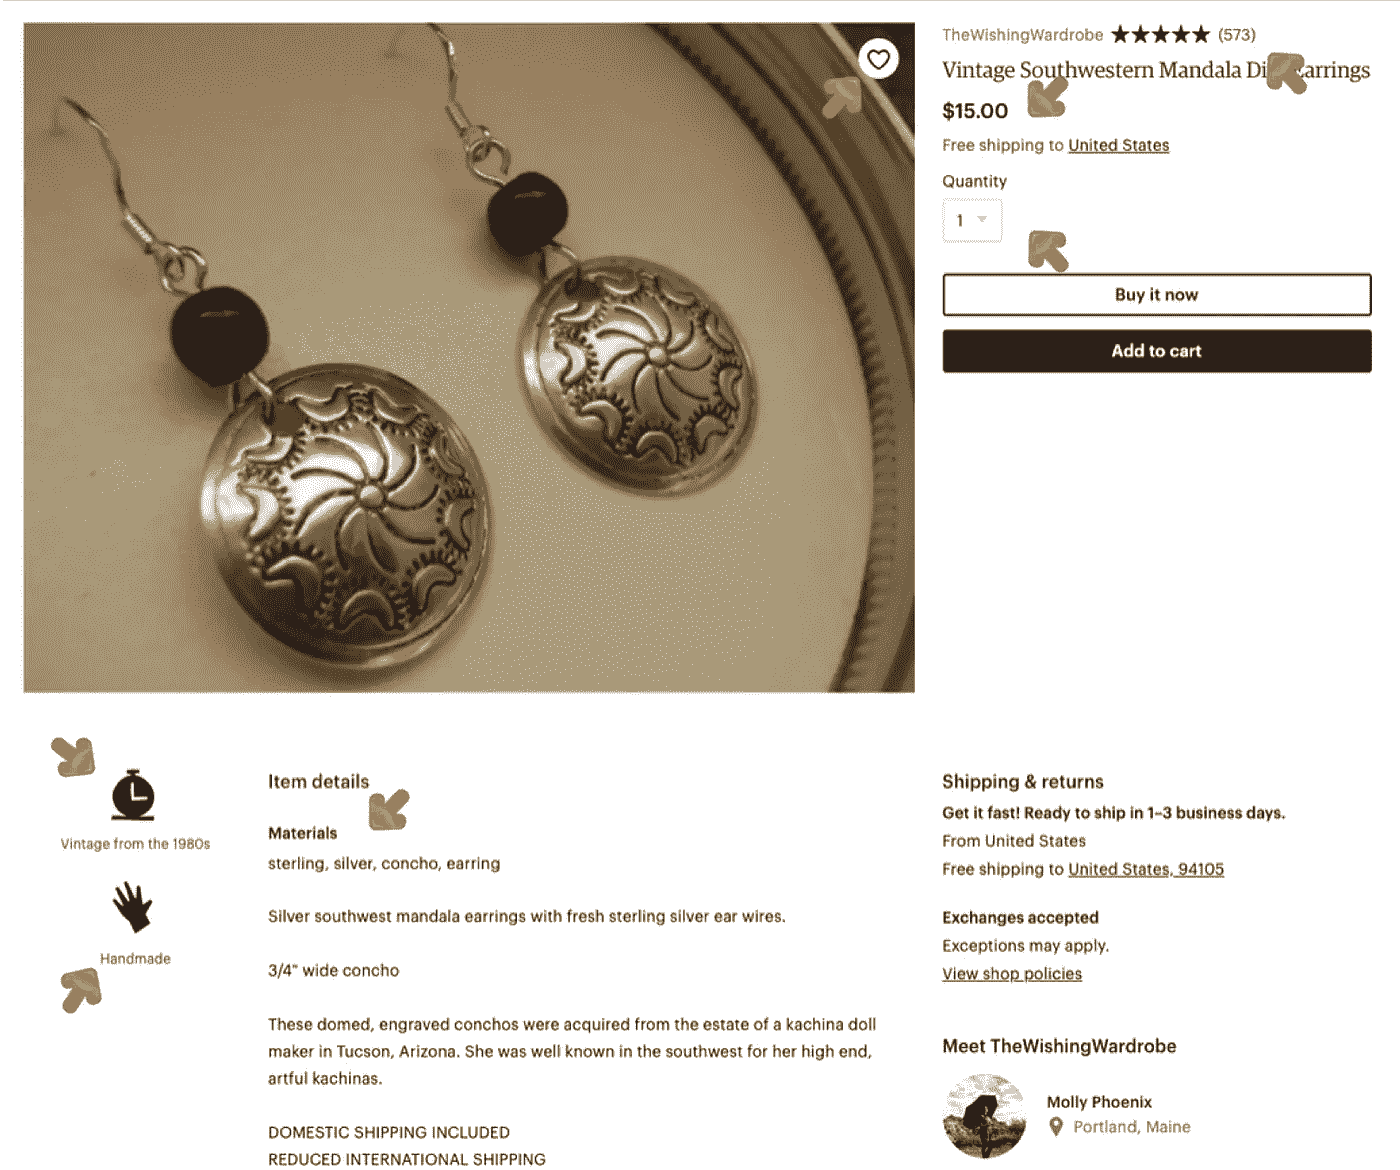 TheWishingWardrobe ★★★★★ (573)
Vintage Southwestern Mandala Earrings
$15.00
Free shipping to United States
Quantity
1
Buy it now
Add to cart
Vintage from the 1980s
Handmade
Item details
Materials
sterling, silver, concho, earring
Silver southwest mandala earrings with fresh sterling silver ear wires.
3/4" wide concho
These domed, engraved conchos were acquired from the estate of a kachina doll
maker in Tucson, Arizona. She was well known in the southwest for her high end,
artful kachinas.
DOMESTIC SHIPPING INCLUDED
REDUCED INTERNATIONAL SHIPPING
Shipping & returns
Get it fast! Ready to ship in 1–3 business days.
From United States
Free shipping to United States, 94105
Exchanges accepted
Exceptions may apply.
View shop policies
Meet TheWishingWardrobe
Molly Phoenix
Portland, Maine